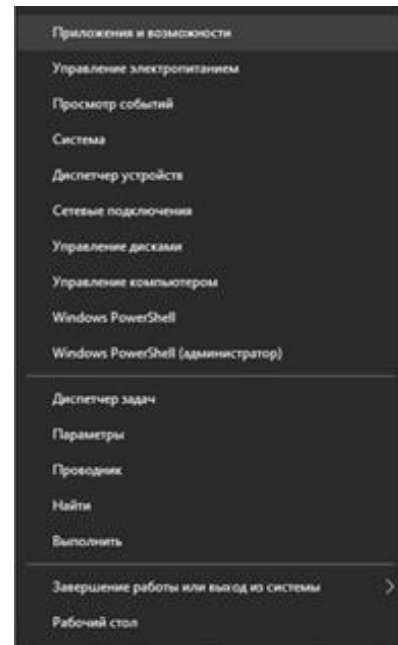 Приложения и возможности
Управление электропитанием
Просмотр событий
Система
Диспетчер устройств
Сетевые подключения
Управление дисками
Управление компьютером
Windows PowerShell
Windows PowerShell (администратор)
Диспетчер задач
Параметры
Проводник
Найти
Выполнить
Завершение работы или выход из системы
Рабочий стол